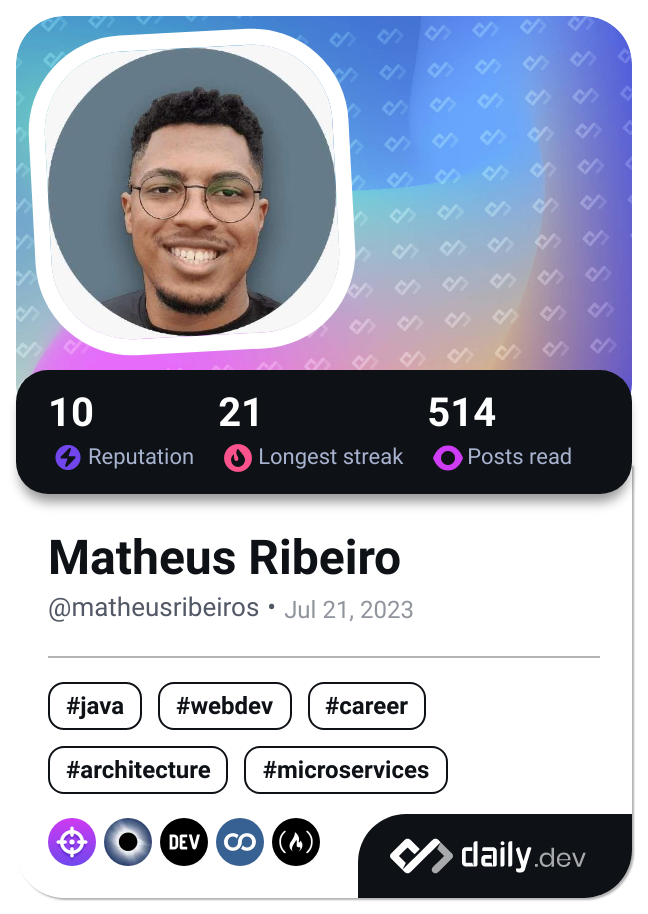 10 21 514
Reputation Longest streak Posts read
Matheus Ribeiro
@matheusribeiros • Jul 21, 2023
#java #webdev #career
#architecture #microservices
DEV
daily.dev